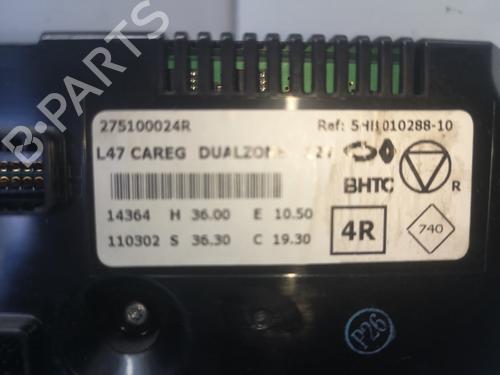 B-PARTS
275100024R
Ref: 5HB010288-10
L47 CAREG DUALZONE
BHTC
R
14364 H 36.00 E 10.50
110302 S 36.30 C 19.30
4R
740
P26